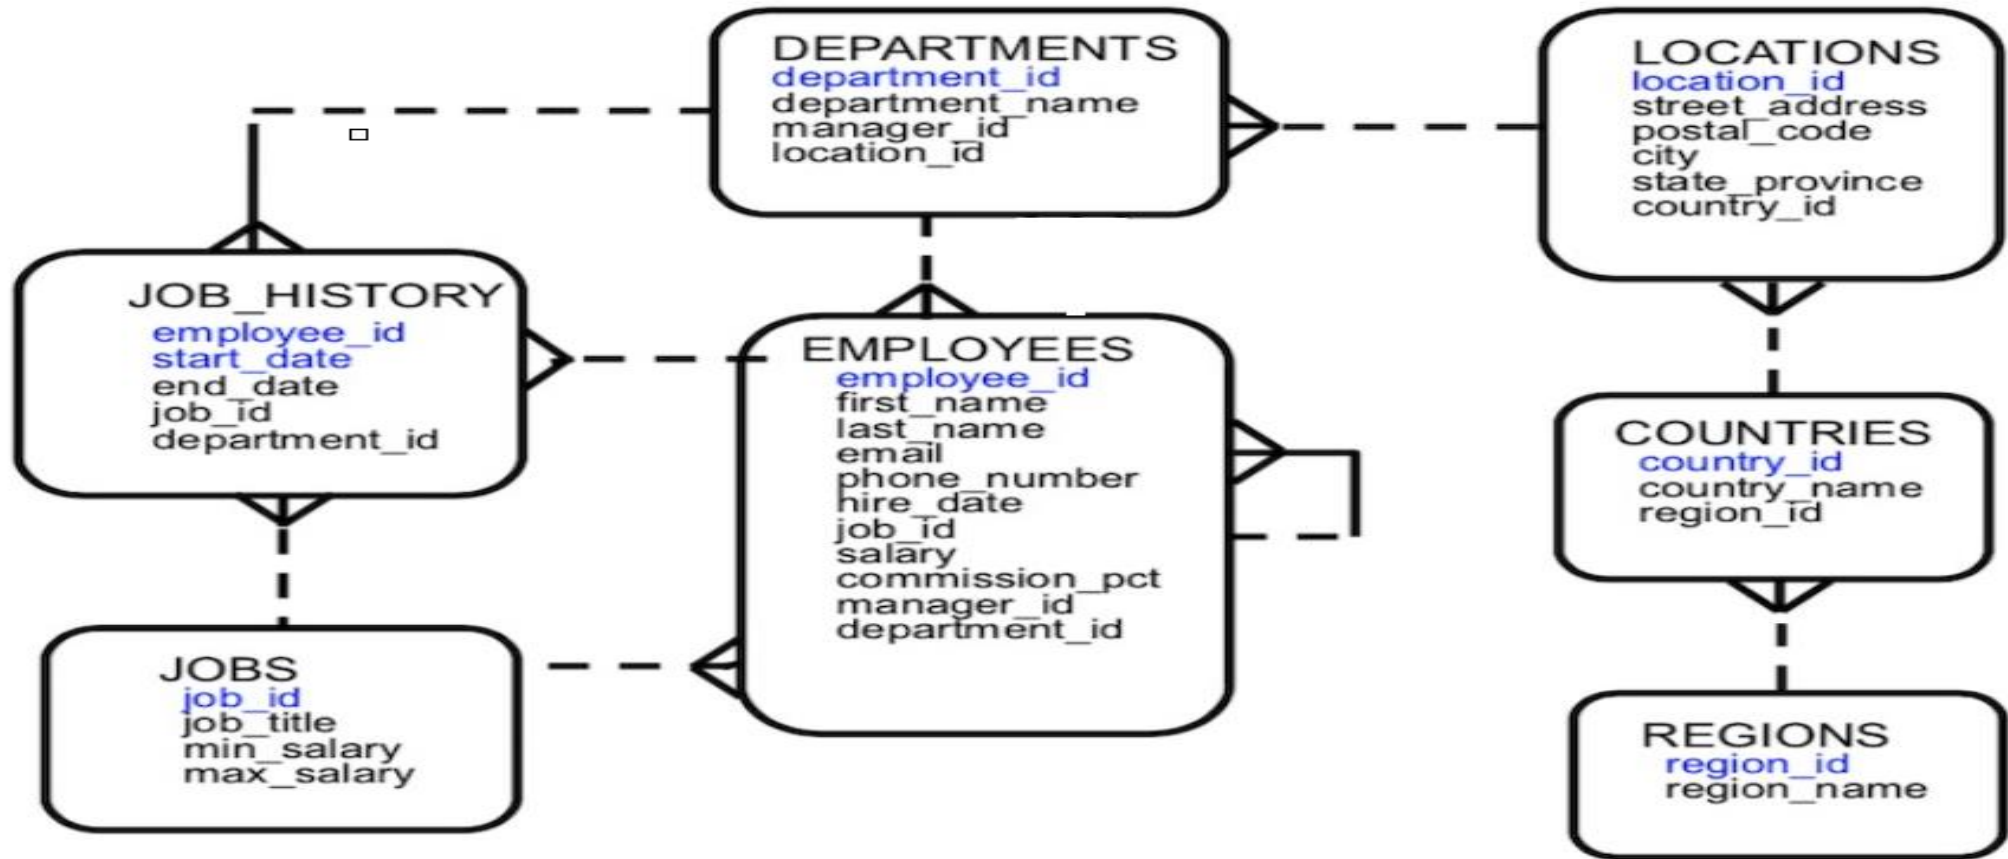 DEPARTMENTS
department_id
department_name
manager_id
location_id
LOCATIONS
location_id
street_address
postal_code
city
state_province
country_id
JOB_HISTORY
employee_id
start_date
end_date
job_id
department_id
EMPLOYEES
employee_id
first_name
last_name
email
phone_number
hire_date
job_id
salary
commission_pct
manager_id
department_id
COUNTRIES
country_id
country_name
region_id
JOBS
job_id
job_title
min_salary
max_salary
REGIONS
region_id
region_name